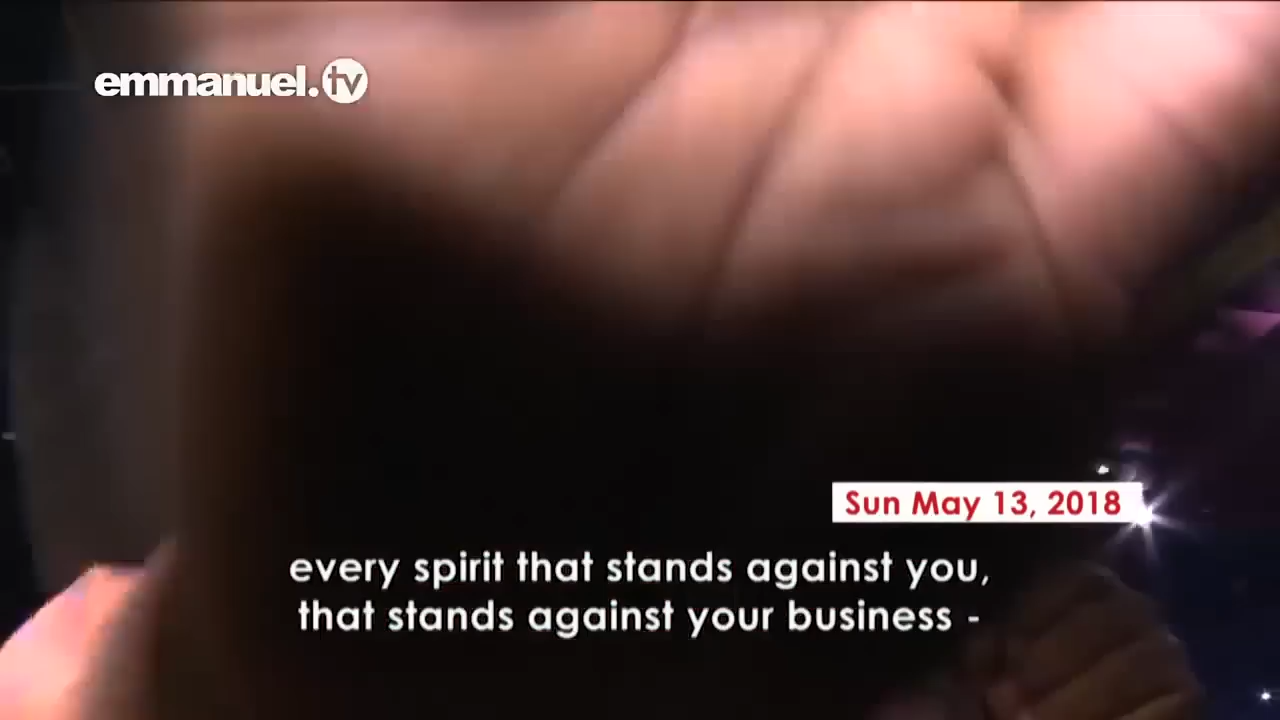 emmanuel.tv
Sun May 13, 2018
every spirit that stands against you,
that stands against your business -